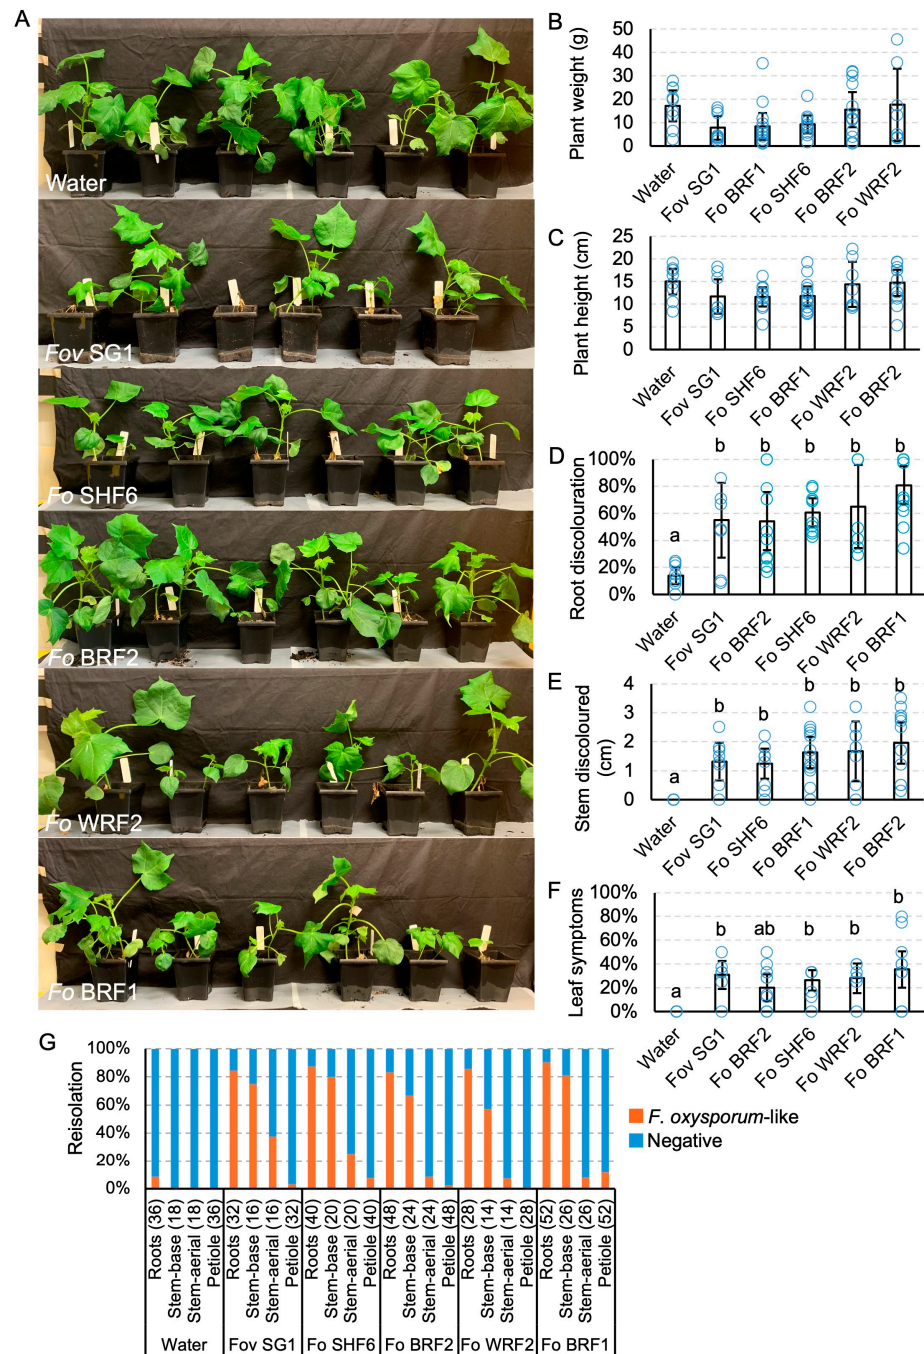 A
Water
Fov SG1
Fo SHF6
Fo BRF2
Fo WRF2
Fo BRF1
B
Plant weight (g)
50
40
30
20
10
0
Water
Fov SG1
Fo BRF1
Fo SHF6
Fo BRF2
Fo WRF2
C
Plant height (cm)
25
20
15
10
5
0
Water
Fov SG1
Fo SHF6
Fo BRF1
Fo WRF2
Fo BRF2
D
Root discolouration
100%
80%
60%
40%
20%
0%
a
b
b
b
b
b
Water
Fov SG1
Fo BRF2
Fo SHF6
Fo WRF2
Fo BRF1
E
Stem discoloured
(cm)
4
3
2
1
0
a
b
b
b
b
b
Water
Fov SG1
Fo SHF6
Fo BRF1
Fo WRF2
Fo BRF2
F
Leaf symptoms
100%
80%
60%
40%
20%
0%
a
b
ab
b
b
b
Water
Fov SG1
Fo BRF2
Fo SHF6
Fo WRF2
Fo BRF1
G
Reisolation
100%
80%
60%
40%
20%
0%
F. oxysporum-like
Negative
Roots (36)
Stem-base (18)
Stem-aerial (18)
Petiole (36)
Roots (32)
Stem-base (16)
Stem-aerial (16)
Petiole (32)
Roots (40)
Stem-base (20)
Stem-aerial (20)
Petiole (40)
Roots (48)
Stem-base (24)
Stem-aerial (24)
Petiole (48)
Roots (28)
Stem-base (14)
Stem-aerial (14)
Petiole (28)
Roots (52)
Stem-base (26)
Stem-aerial (26)
Petiole (52)
Water
Fov SG1
Fo SHF6
Fo BRF2
Fo WRF2
Fo BRF1